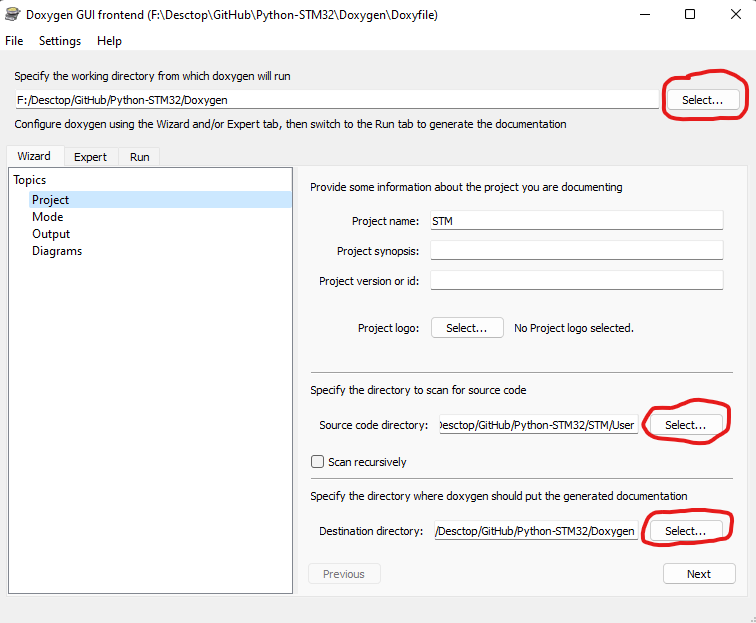 Doxygen GUI frontend (F:\Desctop\GitHub\Python-STM32\Doxygen\Doxyfile)
File Settings Help
Specify the working directory from which doxygen will run
F:/Desctop/GitHub/Python-STM32/Doxygen Select...
Configure doxygen using the Wizard and/or Expert tab, then switch to the Run tab to generate the documentation
Wizard Expert Run
Topics
Project
Mode
Output
Diagrams
Provide some information about the project you are documenting
Project name: STM
Project synopsis:
Project version or id:
Project logo: Select... No Project logo selected.
Specify the directory to scan for source code
Source code directory: Desctop/GitHub/Python-STM32/STM/User Select...
Scan recursively
Specify the directory where doxygen should put the generated documentation
Destination directory: /Desctop/GitHub/Python-STM32/Doxygen Select...
Previous Next